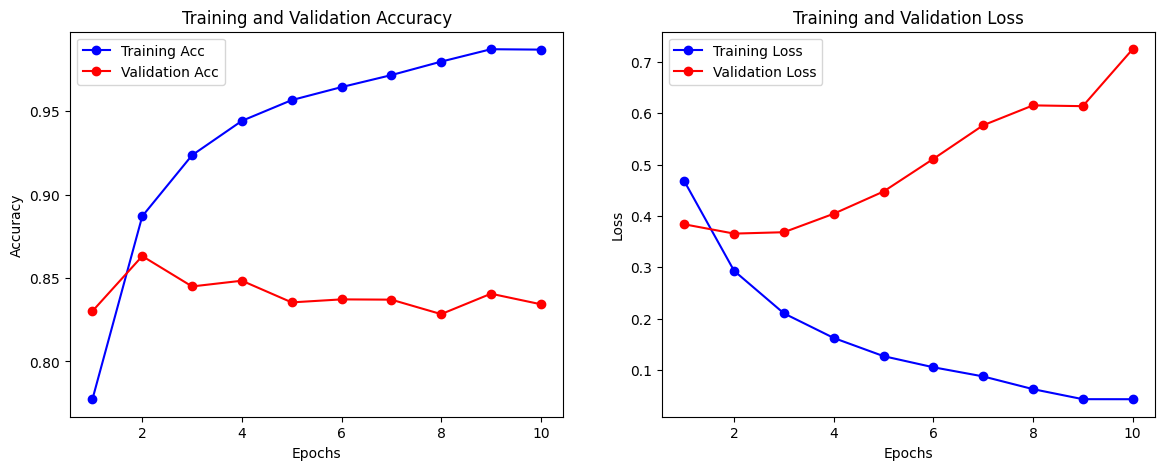 Training and Validation Accuracy
Training Acc
Validation Acc
0.95
0.90
0.85
0.80
Accuracy
2
4
6
8
10
Epochs
Training and Validation Loss
Training Loss
Validation Loss
0.7
0.6
0.5
0.4
0.3
0.2
0.1
Loss
2
4
6
8
10
Epochs